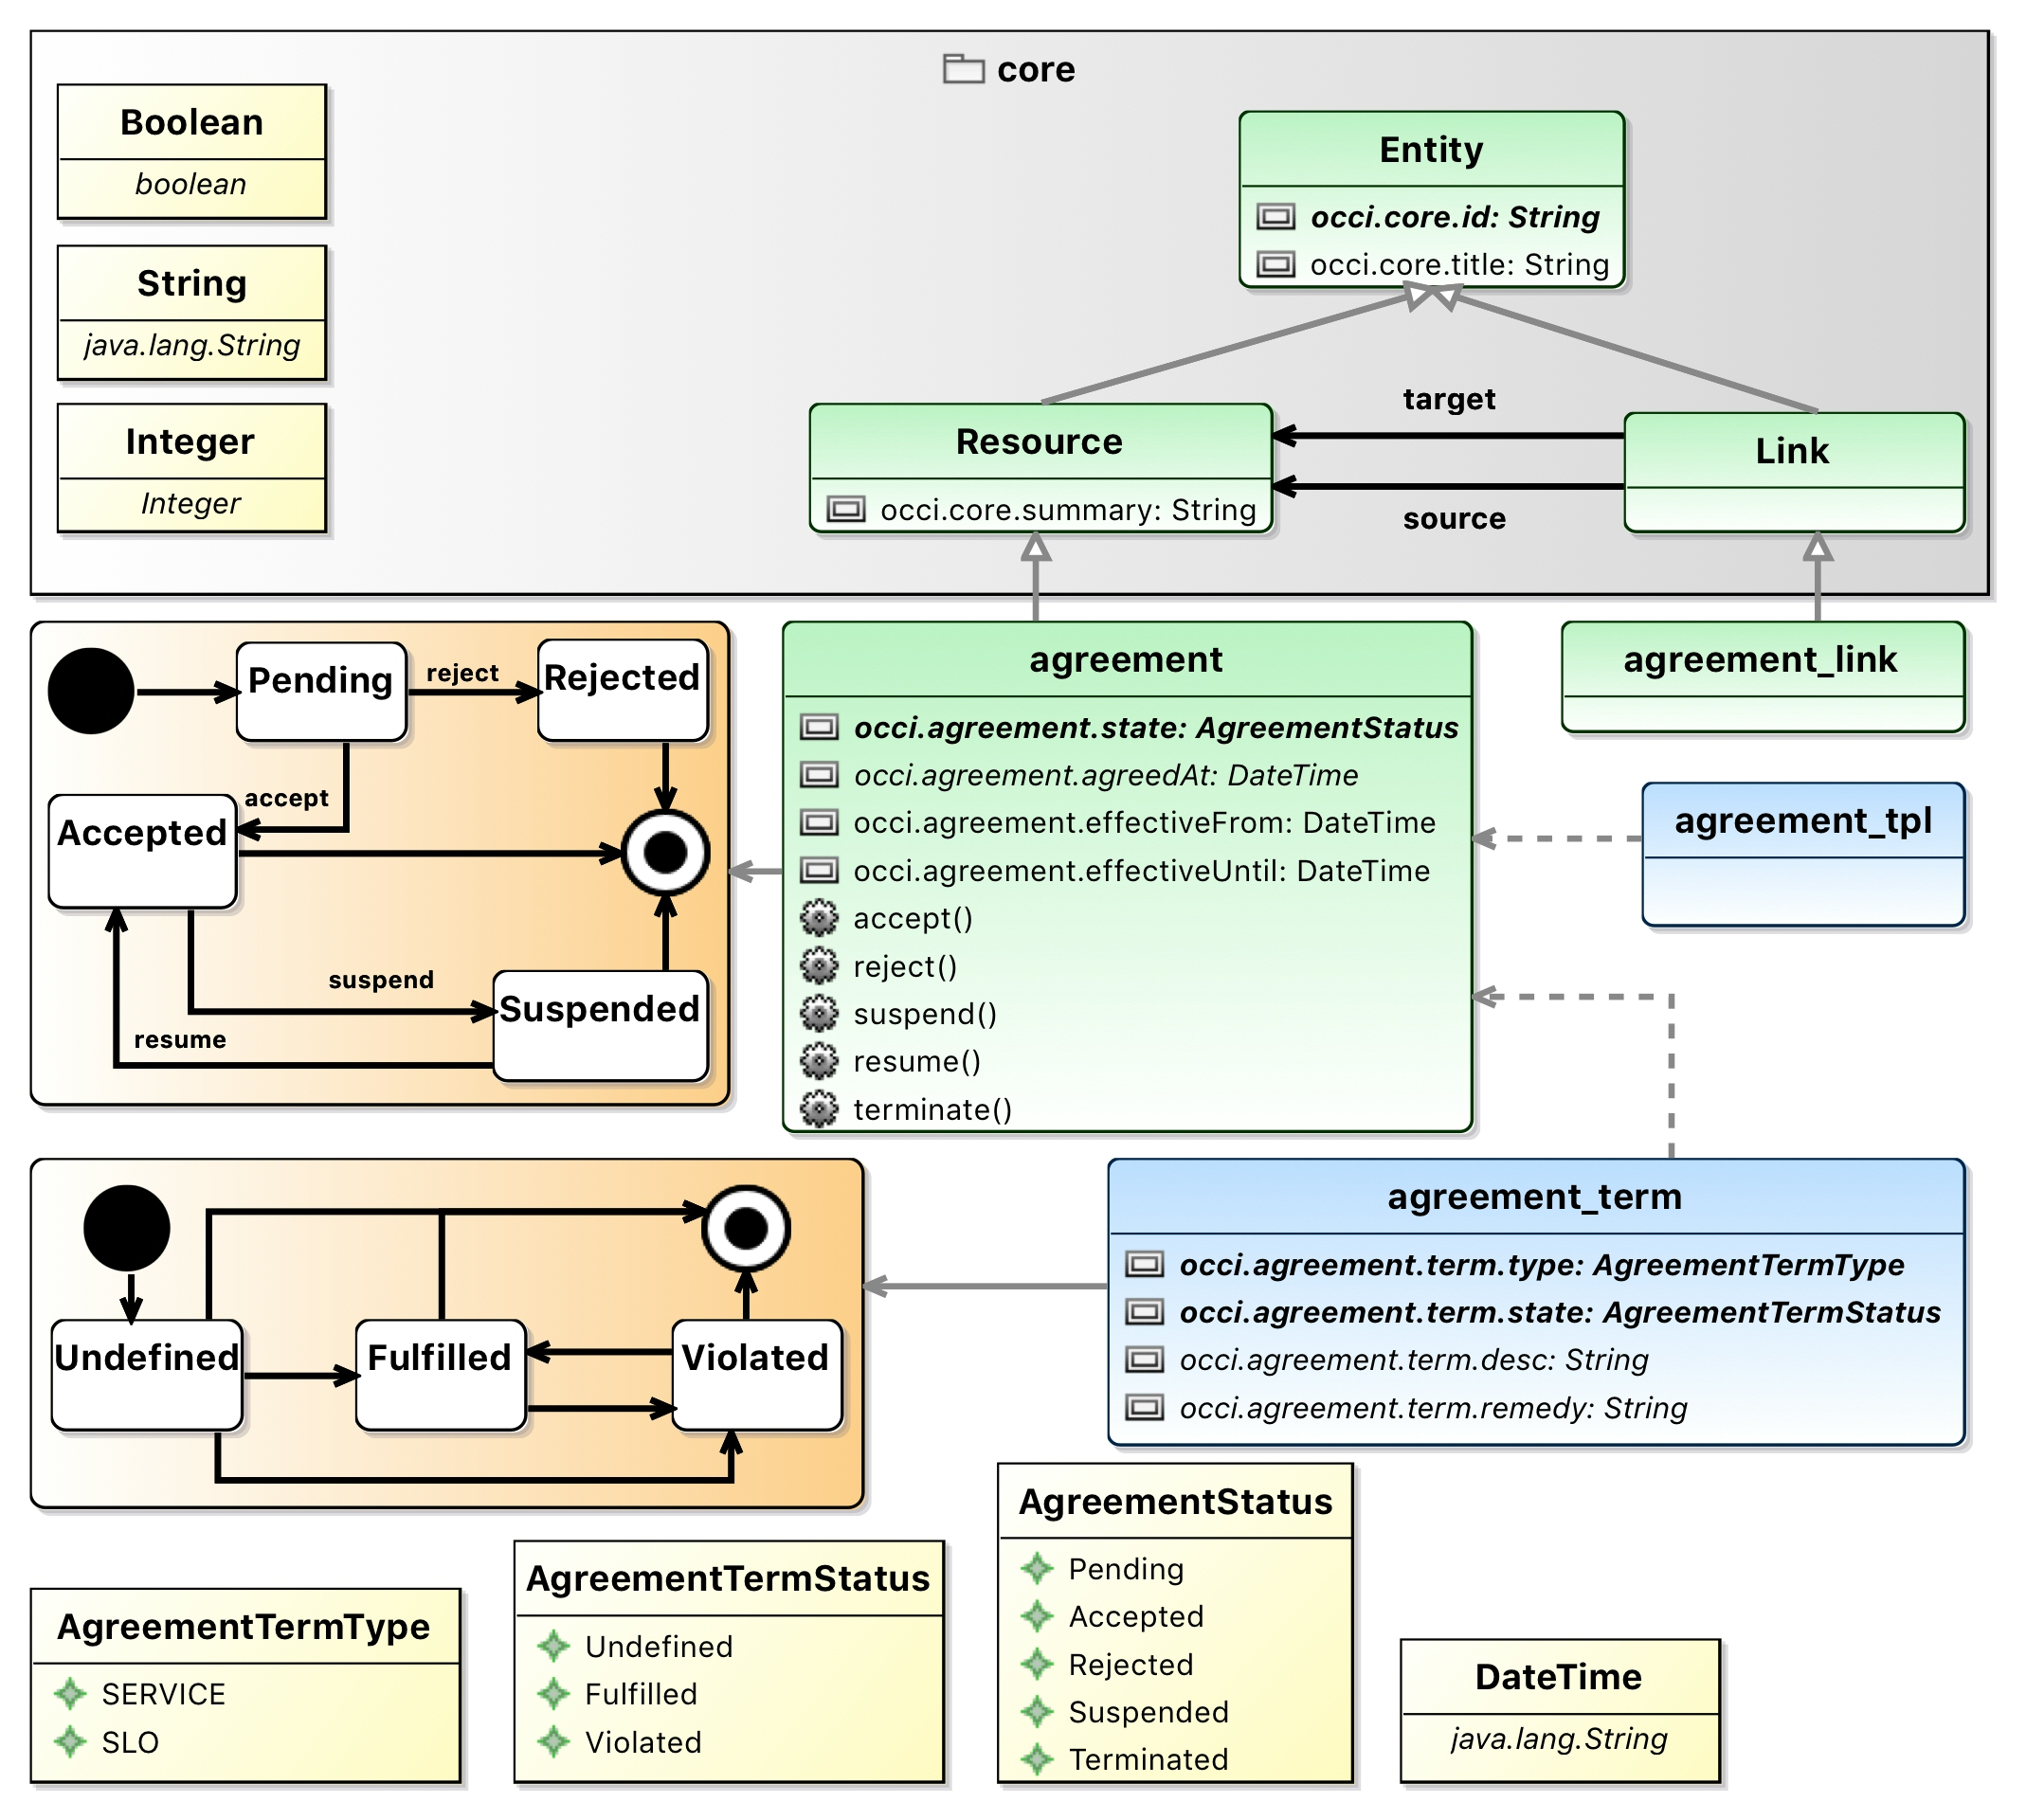 core
Boolean
boolean
String
java.lang.String
Integer
Integer
Entity
occi.core.id: String
occi.core.title: String
target
source
Resource
occi.core.summary: String
Link
Pending
reject
Rejected
accept
Accepted
suspend
Suspended
resume
agreement
occi.agreement.state: AgreementStatus
occi.agreement.agreedAt: DateTime
occi.agreement.effectiveFrom: DateTime
occi.agreement.effectiveUntil: DateTime
accept()
reject()
suspend()
resume()
terminate()
agreement_link
agreement_tpl
Undefined
Fulfilled
Violated
agreement_term
occi.agreement.term.type: AgreementTermType
occi.agreement.term.state: AgreementTermStatus
occi.agreement.term.desc: String
occi.agreement.term.remedy: String
AgreementTermType
SERVICE
SLO
AgreementTermStatus
Undefined
Fulfilled
Violated
AgreementStatus
Pending
Accepted
Rejected
Suspended
Terminated
DateTime
java.lang.String